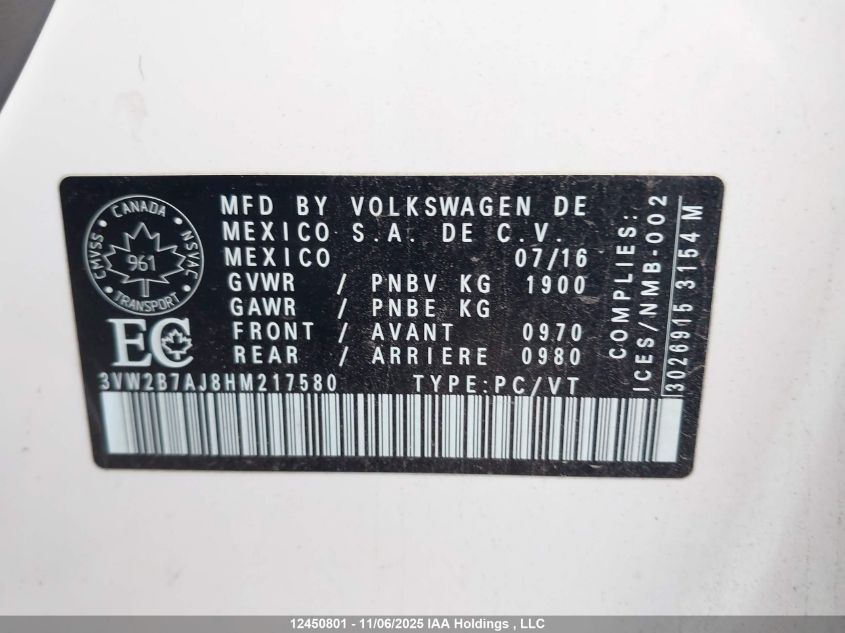 CANADA
CMVSS NSVAC
961
TRANSPORT
EC
MFD BY VOLKSWAGEN DE
MEXICO S.A. DE C.V.
MEXICO 07/16
GVWR / PNBV KG 1900
GAWR / PNBE KG
FRONT / AVANT 0970
REAR / ARRIERE 0980
3VW2B7AJ8HM217580 TYPE:PC/VT
COMPLIES:
ICES/NMB-002
3026915 3154 M
12450801 - 11/06/2025 IAA Holdings , LLC